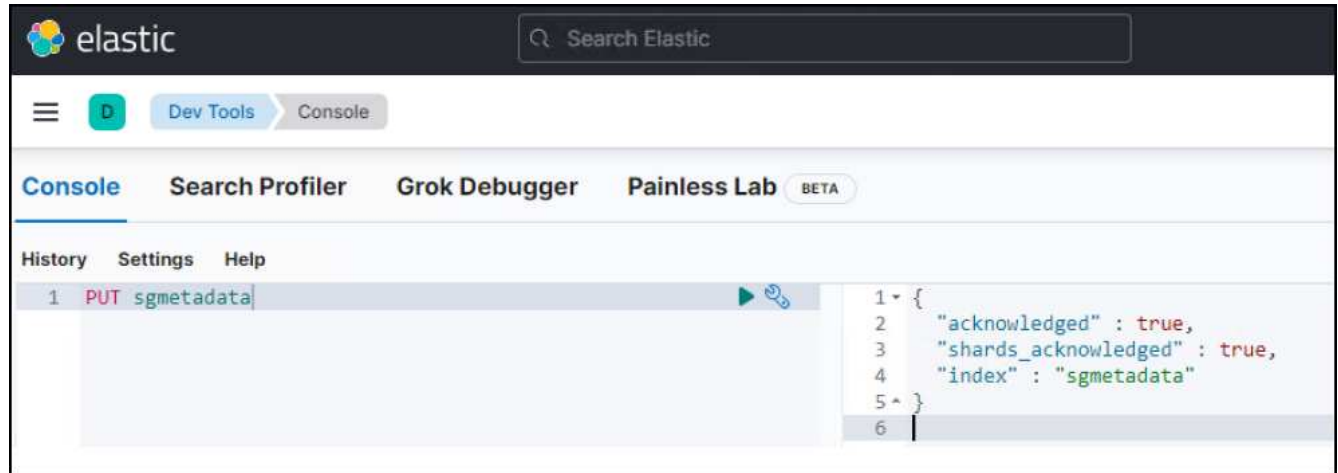 elastic
Search Elastic
D
Dev Tools
Console
Console
Search Profiler
Grok Debugger
Painless Lab
BETA
History
Settings
Help
1 PUT sgmetadata
1 {
2 "acknowledged" : true,
3 "shards_acknowledged" : true,
4 "index" : "sgmetadata"
5 }
6